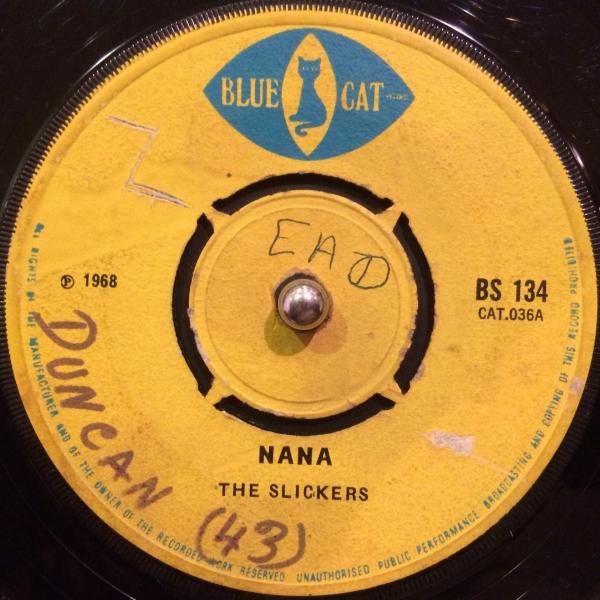 BLUE CAT
EAD
℗ 1968
BS 134
CAT.036A
NANA
THE SLICKERS
DUNCAN (43)
ALL RIGHTS OF THE MANUFACTURER AND OF THE OWNER OF THE RECORDED WORK RESERVED UNAUTHORISED PUBLIC PERFORMANCE BROADCASTING AND COPYING OF THIS RECORD PROHIBITED